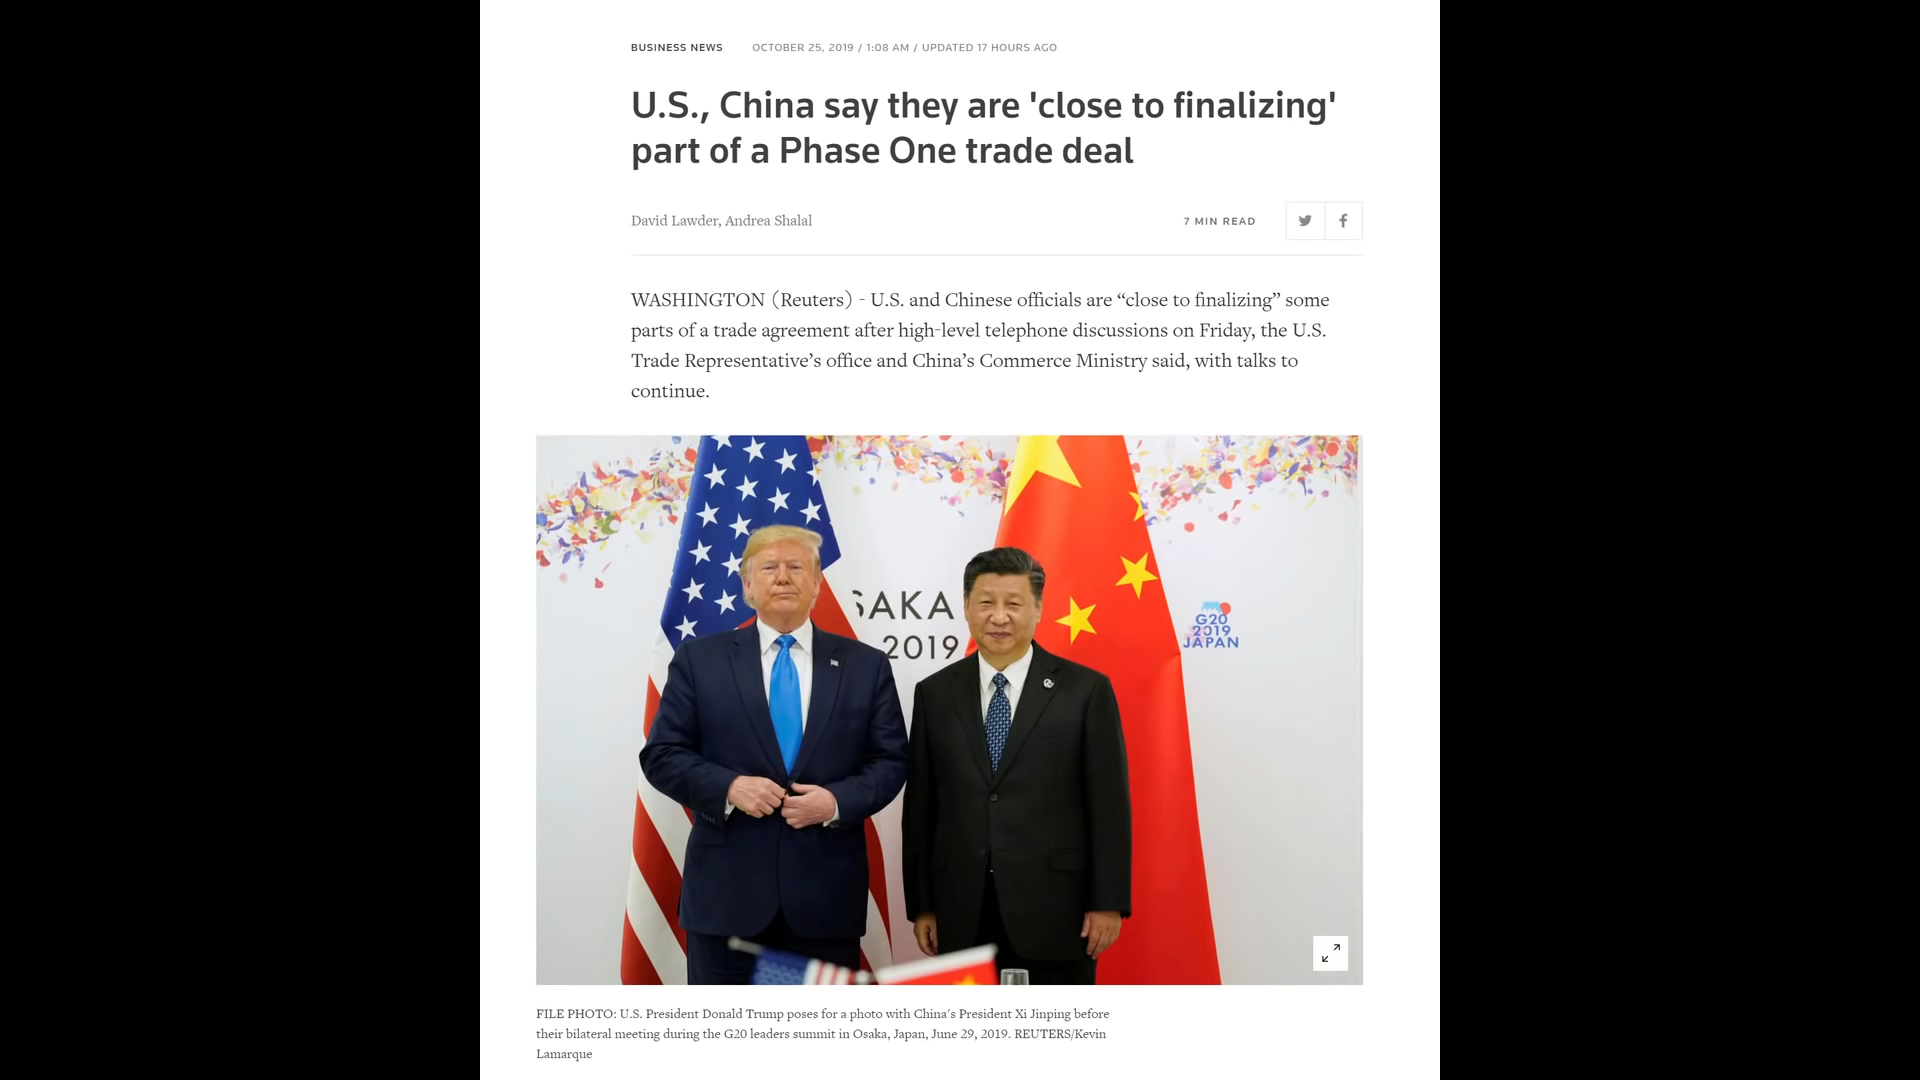 BUSINESS NEWS OCTOBER 25, 2019 / 1:08 AM / UPDATED 17 HOURS AGO
U.S., China say they are 'close to finalizing'
part of a Phase One trade deal
David Lawder, Andrea Shalal 7 MIN READ
WASHINGTON (Reuters) - U.S. and Chinese officials are “close to finalizing” some
parts of a trade agreement after high-level telephone discussions on Friday, the U.S.
Trade Representative’s office and China’s Commerce Ministry said, with talks to
continue.
SAKA
2019
G20
2019
JAPAN
FILE PHOTO: U.S. President Donald Trump poses for a photo with China's President Xi Jinping before
their bilateral meeting during the G20 leaders summit in Osaka, Japan, June 29, 2019. REUTERS/Kevin
Lamarque